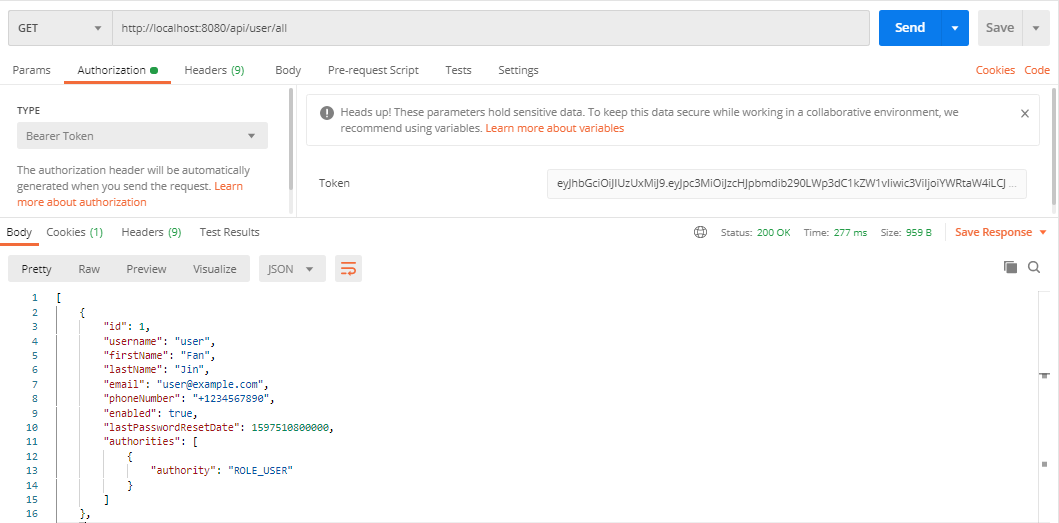 GET http://localhost:8080/api/user/all Send Save
Params Authorization Headers (9) Body Pre-request Script Tests Settings Cookies Code
TYPE
Bearer Token
The authorization header will be automatically
generated when you send the request. Learn
more about authorization
Heads up! These parameters hold sensitive data. To keep this data secure while working in a collaborative environment, we
recommend using variables. Learn more about variables
Token
Body Cookies (1) Headers (9) Test Results Status: 200 OK Time: 277 ms Size: 959 B Save Response
Pretty Raw Preview Visualize JSON
1 [
2 {
3 "id": 1,
4 "username": "user",
5 "firstName": "Fan",
6 "lastName": "Jin",
7 "email": "user@example.com",
8 "phoneNumber": "+1234567890",
9 "enabled": true,
10 "lastPasswordResetDate": 1597510800000,
11 "authorities": [
12 {
13 "authority": "ROLE_USER"
14 }
15 ]
16 },